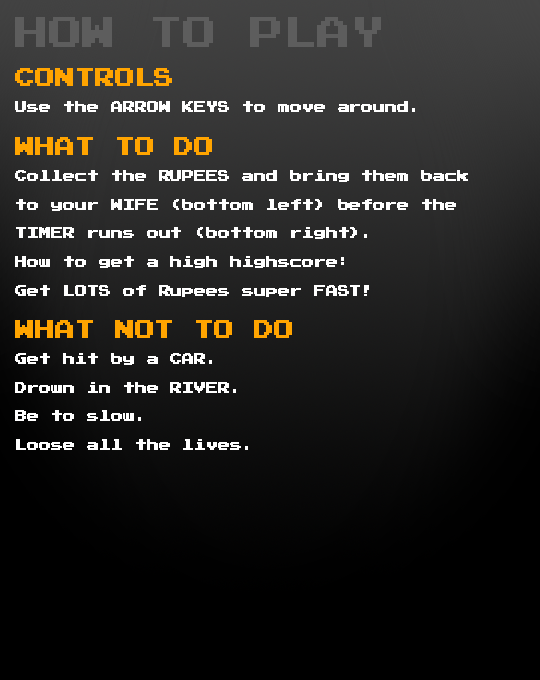 HOW TO PLAY
CONTROLS
Use the ARROW KEYS to move around.
WHAT TO DO
Collect the RUPEES and bring them back
to your WIFE (bottom left) before the
TIMER runs out (bottom right).
How to get a high highscore:
Get LOTS of Rupees super FAST!
WHAT NOT TO DO
Get hit by a CAR.
Drown in the RIVER.
Be to slow.
Loose all the lives.